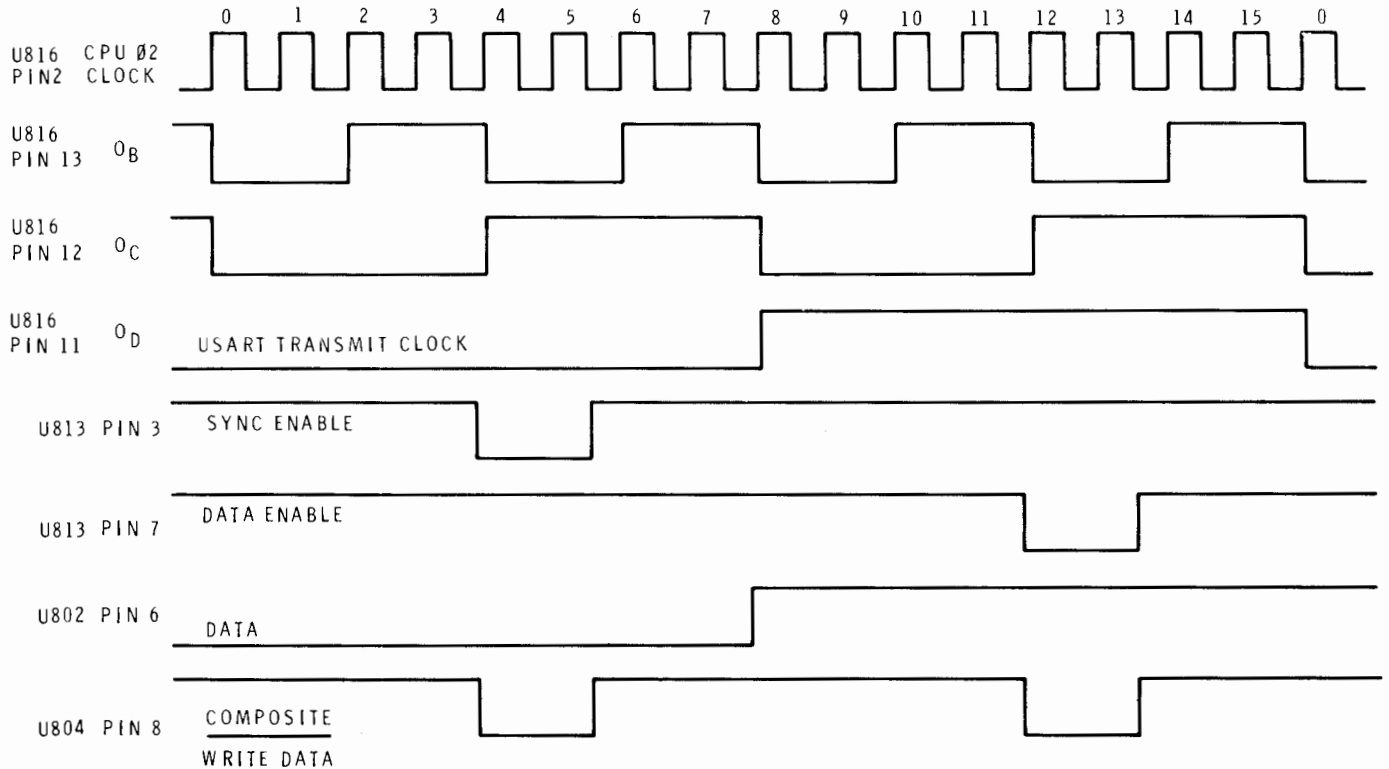 0 1 2 3 4 5 6 7 8 9 10 11 12 13 14 15 0
U816 CPU Ø2
PIN2 CLOCK
U816
PIN 13 OB
U816
PIN 12 OC
U816
PIN 11 OD
USART TRANSMIT CLOCK
U813 PIN 3 SYNC ENABLE
U813 PIN 7 DATA ENABLE
U802 PIN 6 DATA
U804 PIN 8 COMPOSITE
WRITE DATA